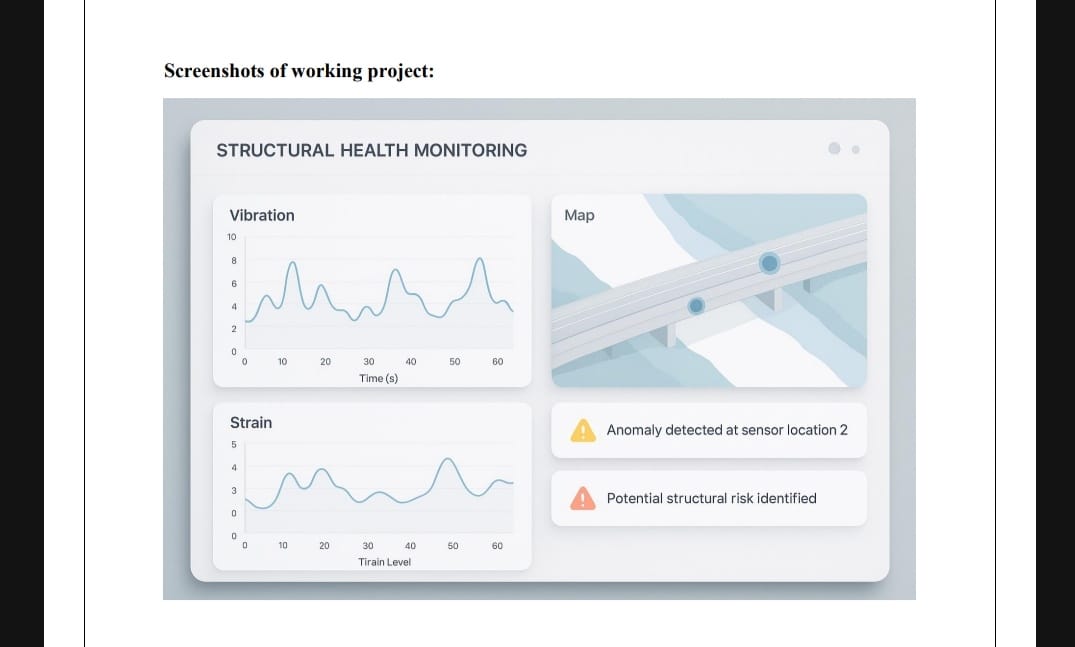 Screenshots of working project:
STRUCTURAL HEALTH MONITORING
Vibration
10
8
6
4
2
0
0 10 20 30 40 50 60
Time (s)
Map
Strain
5
4
3
0
0
0 10 20 30 40 50 60
Tirain Level
Anomaly detected at sensor location 2
Potential structural risk identified